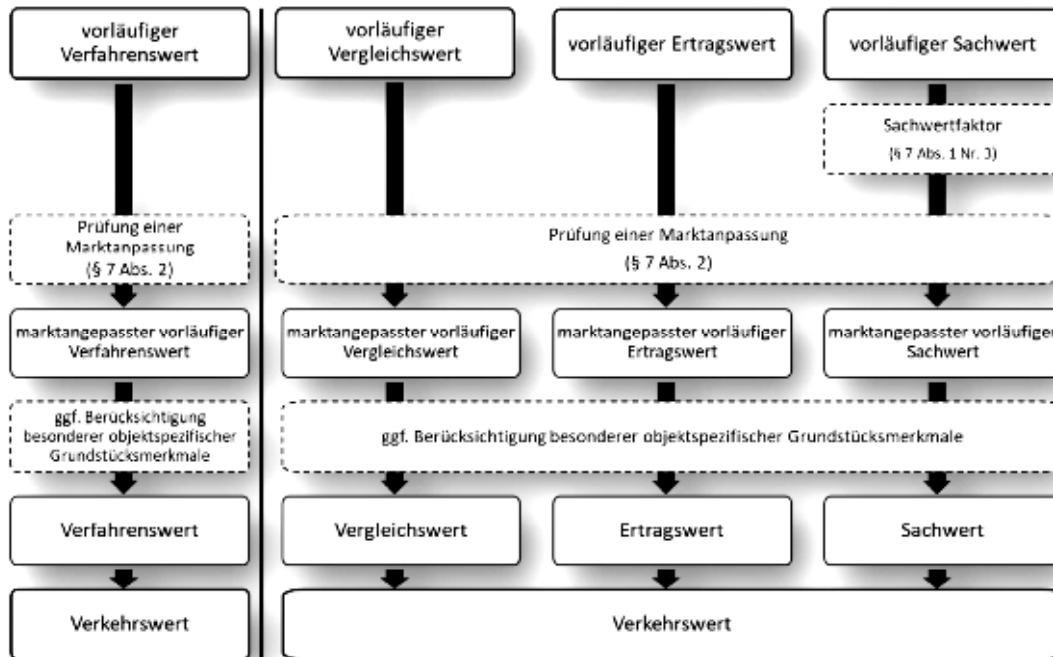 vorläufiger
Verfahrenswert
vorläufiger
Vergleichswert
vorläufiger Ertragswert
vorläufiger Sachwert
Sachwertfaktor
(§ 7 Abs. 1 Nr. 3)
Prüfung einer
Marktanpassung
(§ 7 Abs. 2)
Prüfung einer Marktanpassung
(§ 7 Abs. 2)
marktangepasster vorläufiger
Verfahrenswert
marktangepasster vorläufiger
Vergleichswert
marktangepasster vorläufiger
Ertragswert
marktangepasster vorläufiger
Sachwert
ggf. Berücksichtigung
besonderer objektspezifischer
Grundstücksmerkmale
ggf. Berücksichtigung besonderer objektspezifischer Grundstücksmerkmale
Verfahrenswert
Vergleichswert
Ertragswert
Sachwert
Verkehrswert
Verkehrswert